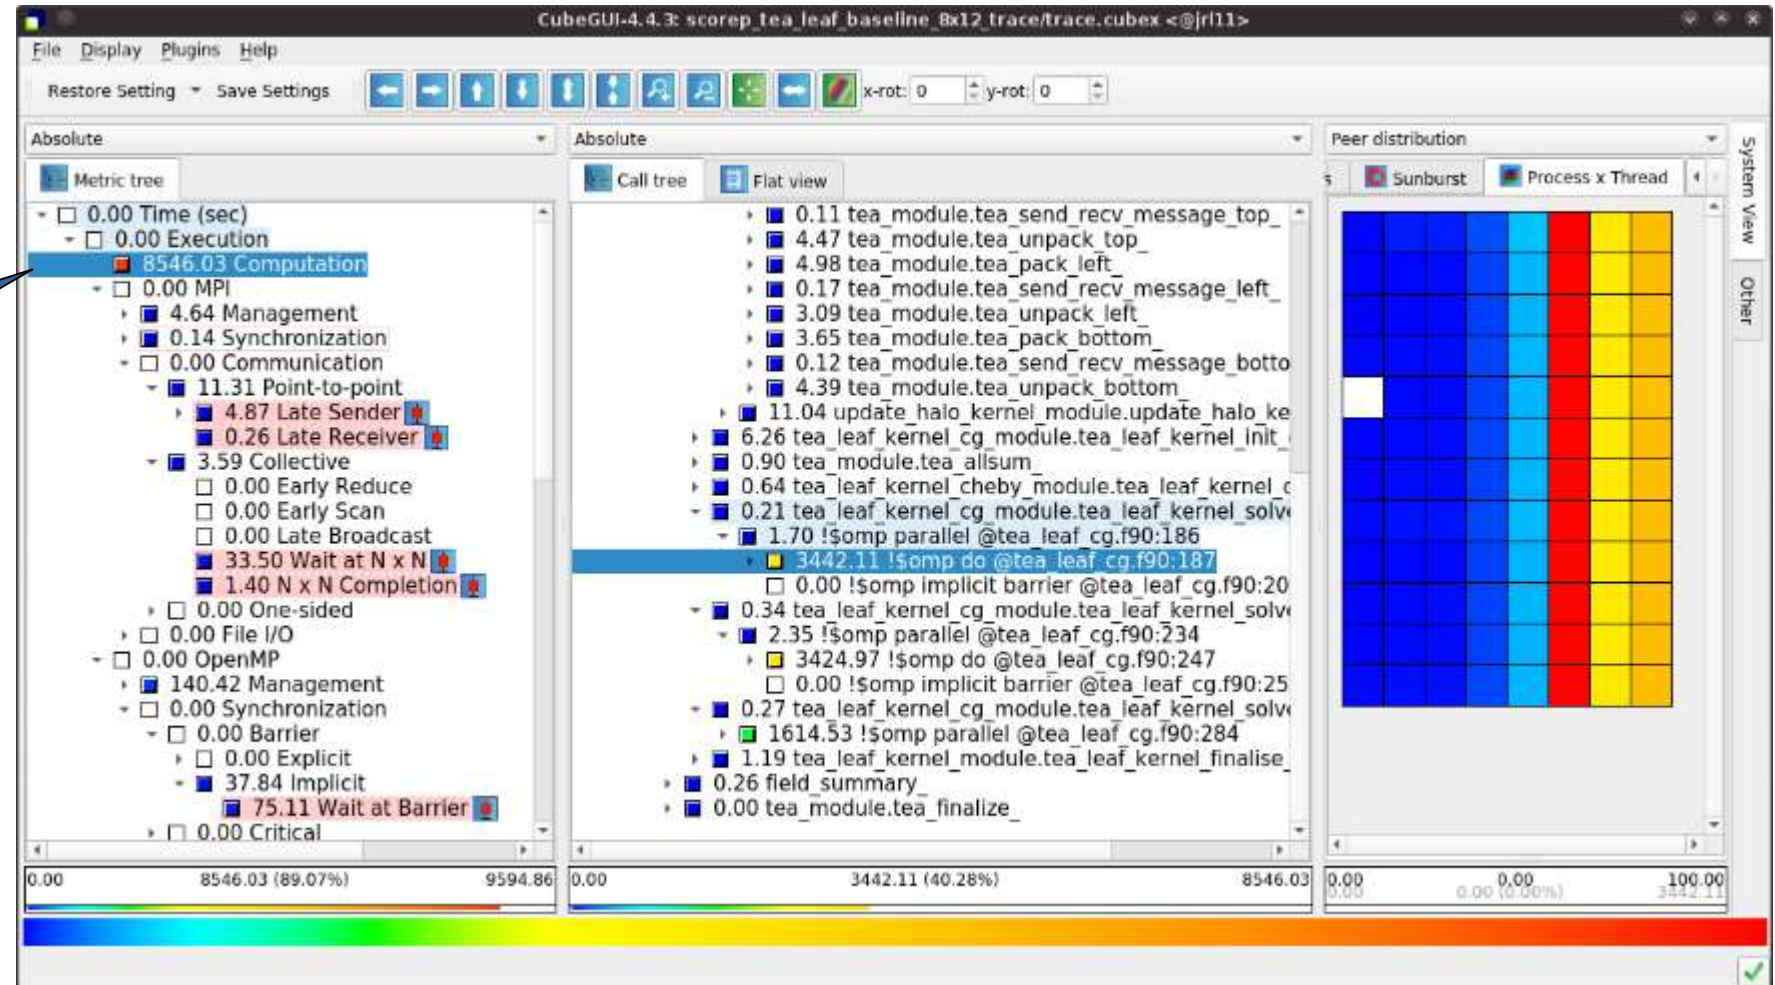 CubeGUI-4.4.3: scorep_tea_leaf_baseline_8x12_trace/trace.cubex <@jrl11>
File Display Plugins Help
Restore Setting Save Settings x-rot: 0 y-rot: 0
Absolute
Metric tree
0.00 Time (sec)
0.00 Execution
8546.03 Computation
0.00 MPI
4.64 Management
0.14 Synchronization
0.00 Communication
11.31 Point-to-point
4.87 Late Sender
0.26 Late Receiver
3.59 Collective
0.00 Early Reduce
0.00 Early Scan
0.00 Late Broadcast
33.50 Wait at N x N
1.40 N x N Completion
0.00 One-sided
0.00 File I/O
0.00 OpenMP
140.42 Management
0.00 Synchronization
0.00 Barrier
0.00 Explicit
37.84 Implicit
75.11 Wait at Barrier
0.00 Critical
0.00 8546.03 (89.07%) 9594.86
Absolute
Call tree Flat view
0.11 tea_module.tea_send_recv_message_top_
4.47 tea_module.tea_unpack_top_
4.98 tea_module.tea_pack_left_
0.17 tea_module.tea_send_recv_message_left_
3.09 tea_module.tea_unpack_left_
3.65 tea_module.tea_pack_bottom_
0.12 tea_module.tea_send_recv_message_botto
4.39 tea_module.tea_unpack_bottom_
11.04 update_halo_kernel_module.update_halo_ke
6.26 tea_leaf_kernel_cg_module.tea_leaf_kernel_init_
0.90 tea_module.tea_allsum_
0.64 tea_leaf_kernel_cheby_module.tea_leaf_kernel_c
0.21 tea_leaf_kernel_cg_module.tea_leaf_kernel_solve
1.70 !$omp parallel @tea_leaf_cg.f90:186
3442.11 !$omp do @tea_leaf_cg.f90:187
0.00 !$omp implicit barrier @tea_leaf_cg.f90:20
0.34 tea_leaf_kernel_cg_module.tea_leaf_kernel_solve
2.35 !$omp parallel @tea_leaf_cg.f90:234
3424.97 !$omp do @tea_leaf_cg.f90:247
0.00 !$omp implicit barrier @tea_leaf_cg.f90:25
0.27 tea_leaf_kernel_cg_module.tea_leaf_kernel_solve
1614.53 !$omp parallel @tea_leaf_cg.f90:284
1.19 tea_leaf_kernel_module.tea_leaf_kernel_finalise_
0.26 field_summary_
0.00 tea_module.tea_finalize_
0.00 3442.11 (40.28%) 8546.03
Peer distribution
s Sunburst Process x Thread
0.00 0.00 100.00
0.00 0.00 (0.00%) 3442.11
System View
Other